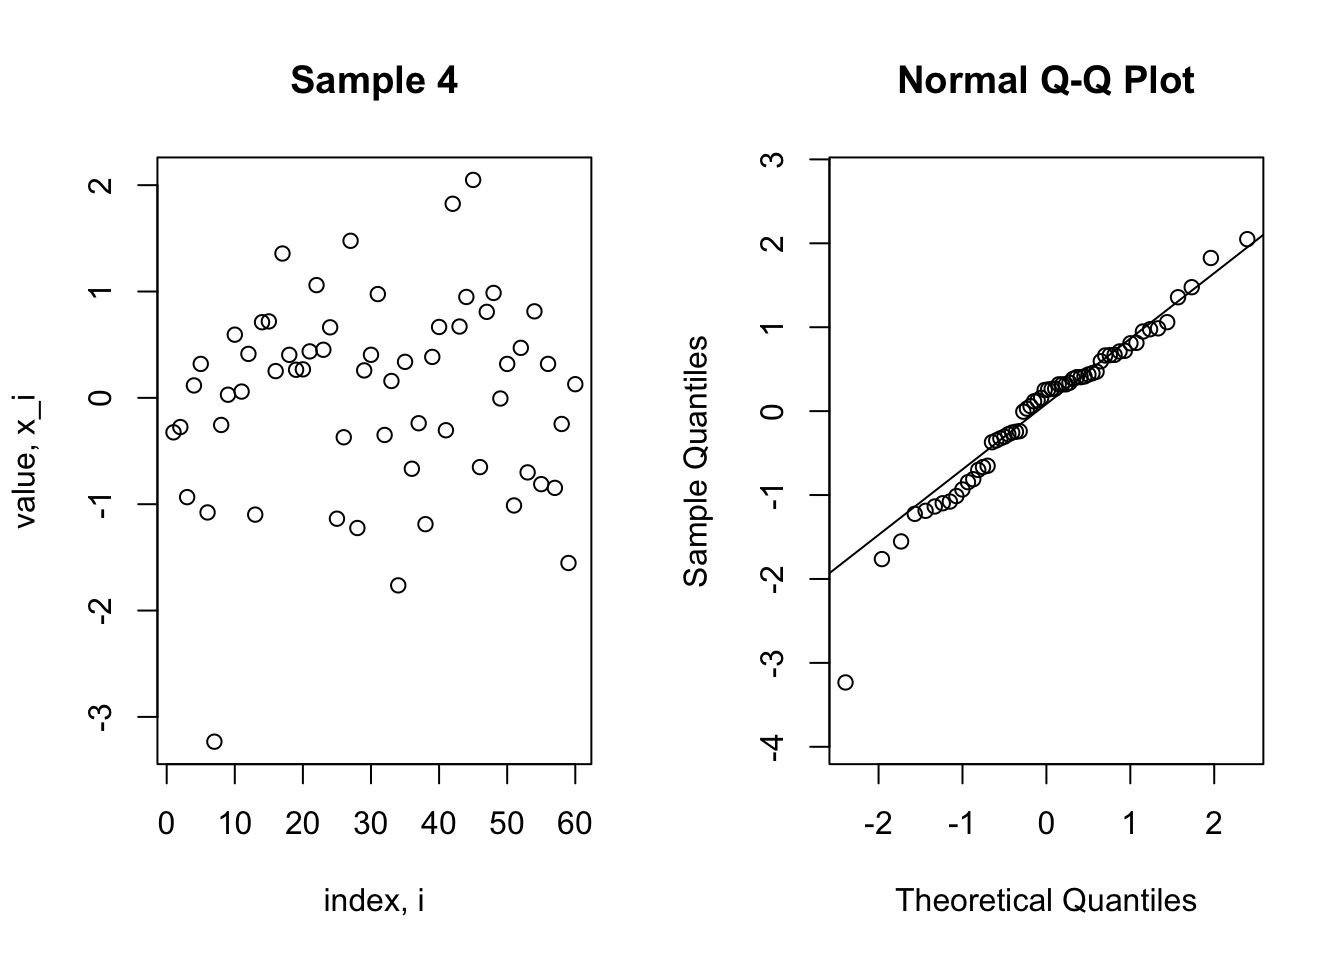 Sample 4
value, x_i
2
1
0
-1
-2
-3
0 10 20 30 40 50 60
index, i
Normal Q-Q Plot
Sample Quantiles
3
2
1
0
-1
-2
-3
-4
-2 -1 0 1 2
Theoretical Quantiles